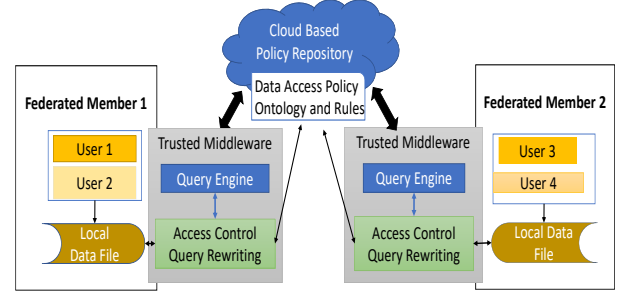 Cloud Based
Policy Repository
Data Access Policy
Ontology and Rules
Federated Member 1
User 1
User 2
Local
Data File
Trusted Middleware
Query Engine
Access Control
Query Rewriting
Trusted Middleware
Query Engine
Access Control
Query Rewriting
Federated Member 2
User 3
User 4
Local Data
File